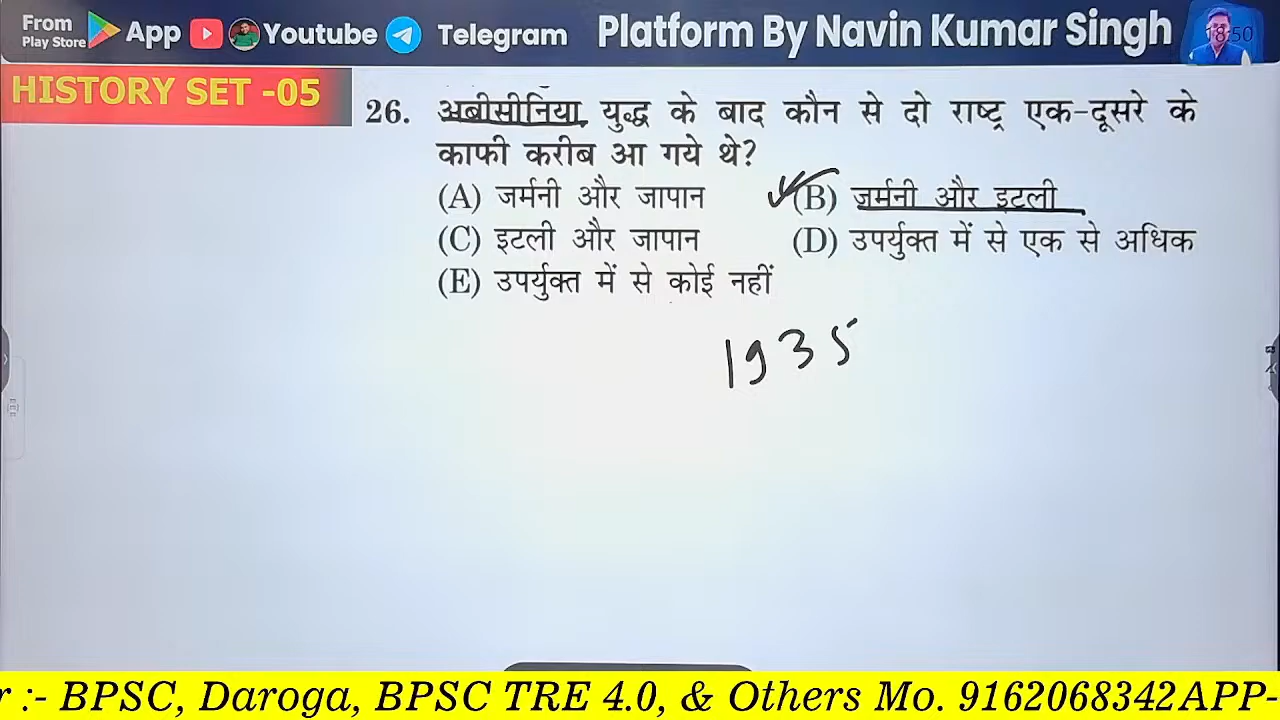 From
Play Store
App
Youtube
Telegram
Platform By Navin Kumar Singh
8:50
HISTORY SET -05
26. अबीसीनिया युद्ध के बाद कौन से दो राष्ट्र एक-दूसरे के
काफी करीब आ गये थे?
(A) जर्मनी और जापान (B) जर्मनी और इटली
(C) इटली और जापान (D) उपर्युक्त में से एक से अधिक
(E) उपर्युक्त में से कोई नहीं
1935
r :- BPSC, Daroga, BPSC TRE 4.0, & Others Mo. 9162068342APP-